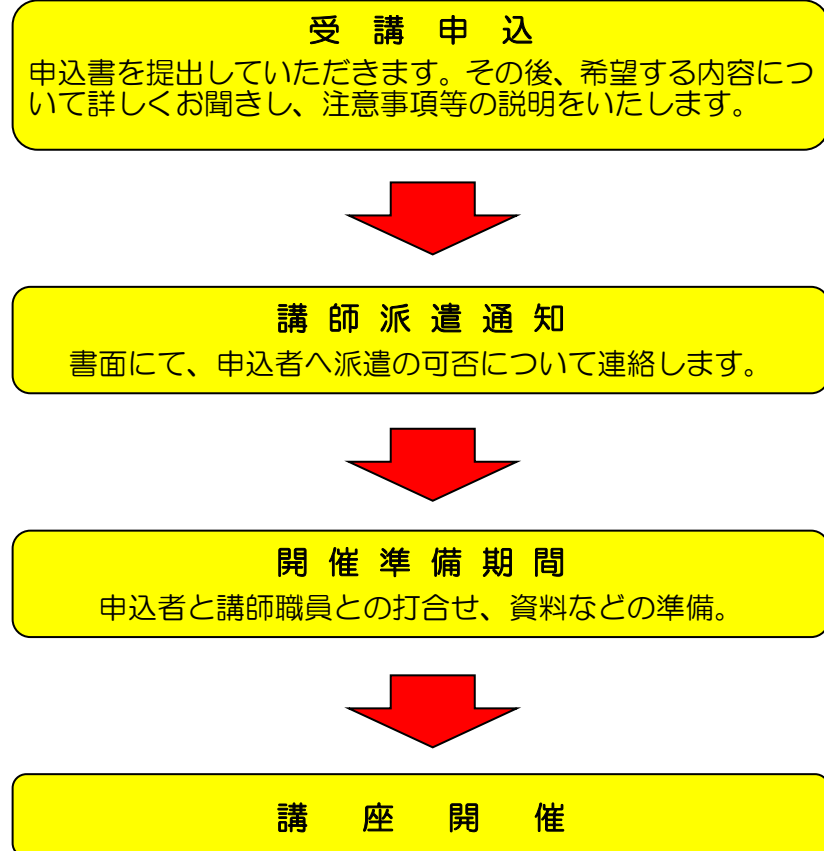 受講申込
申込書を提出していただきます。その後、希望する内容につ
いて詳しくお聞きし、注意事項等の説明をいたします。
講師派遣通知
書面にて、申込者へ派遣の可否について連絡します。
開催準備期間
申込者と講師職員との打合せ、資料などの準備。
講座開催